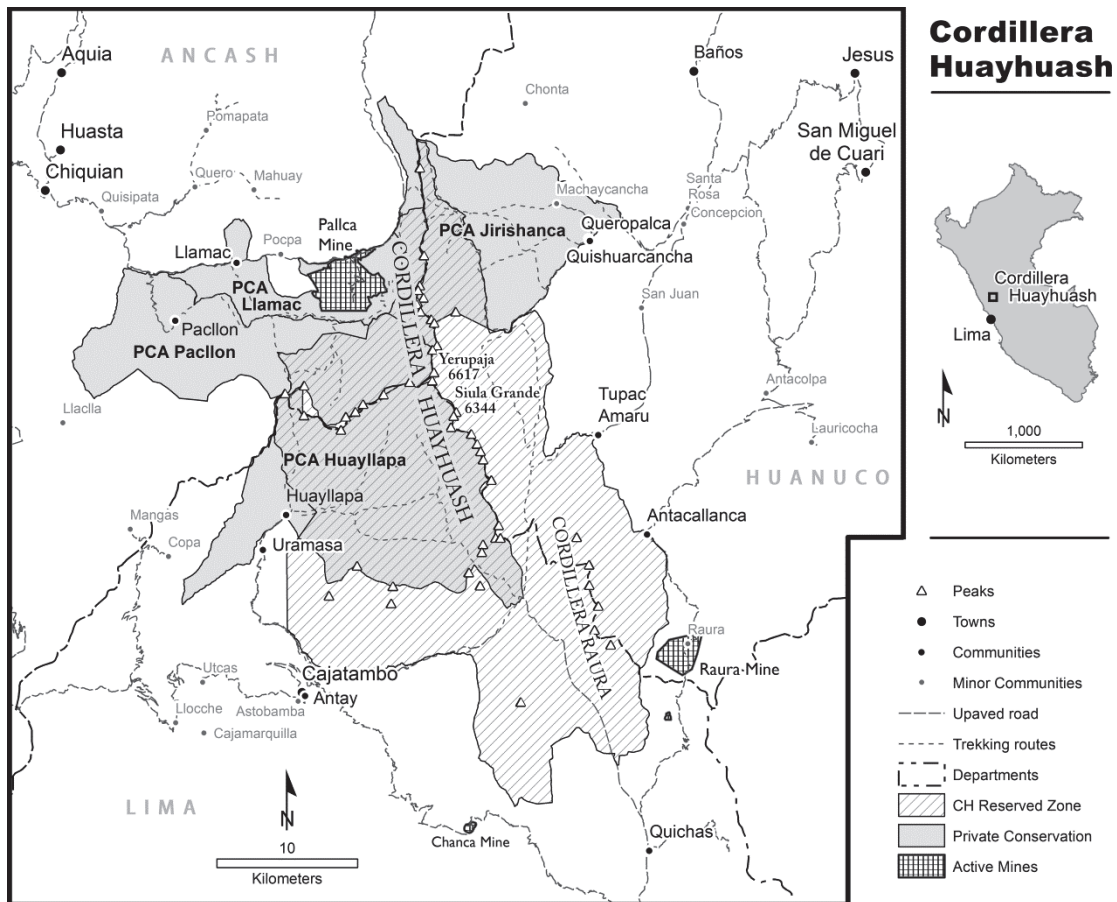 Cordillera
Huayhuash
ANCASH
Aquia
Baños
Jesus
Chonta
Pomapata
Huasta
San Miguel
de Cuari
Chiquian
Quero
Mahuay
Quisipata
Machaycancha
Santa
Rosa
Concepcion
Pallca
Mine
Pocpa
Llamac
PCA Jirishanca
Queropalca
Quishuarcancha
PCA
Llamac
San Juan
Pacllon
PCA Pacllon
CORDILLERA HUAYHUASH
Yerupaja
6617
Siula Grande
6344
Tupac
Amaru
Antacolpa
Llaclla
Lauricocha
PCA Huayllapa
HUANUCO
Huayllapa
Mangas
Copa
Uramasa
Antacallanca
CORDILLERA RAURA
Raura
Raura-Mine
Utcas
Cajatambo
Antay
Llocche
Astobamba
Cajamarquilla
LIMA
N
10
Kilometers
Chanca Mine
Quichas
Cordillera
Huayhuash
Lima
N
1,000
Kilometers
Peaks
Towns
Communities
Minor Communities
Upaved road
Trekking routes
Departments
CH Reserved Zone
Private Conservation
Active Mines